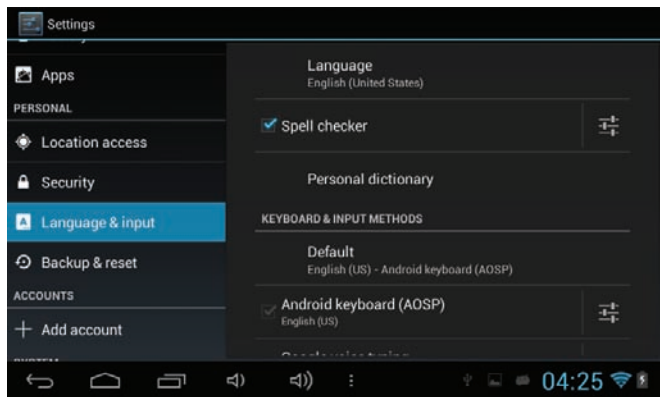 Settings
Apps
PERSONAL
Location access
Security
Language & input
Backup & reset
ACCOUNTS
Add account
Language
English (United States)
Spell checker
Personal dictionary
KEYBOARD & INPUT METHODS
Default
English (US) - Android keyboard (AOSP)
Android keyboard (AOSP)
English (US)
04:25